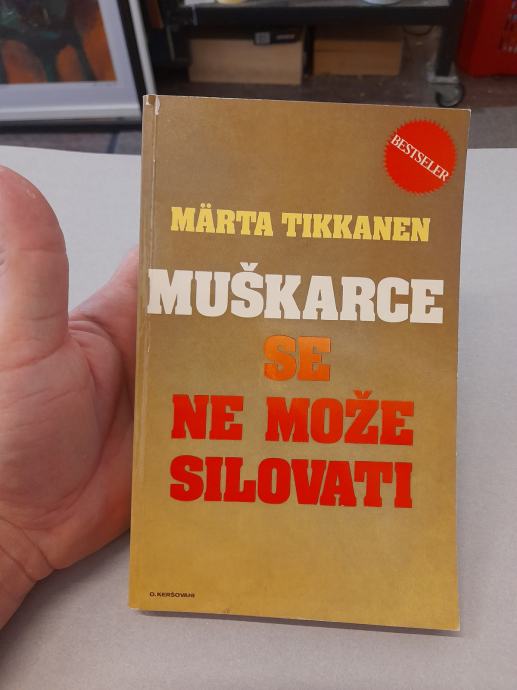 BESTSELER
MÄRTA TIKKANEN
MUŠKARCE
SE
NE MOŽE
SILOVATI
O. KERŠOVANI